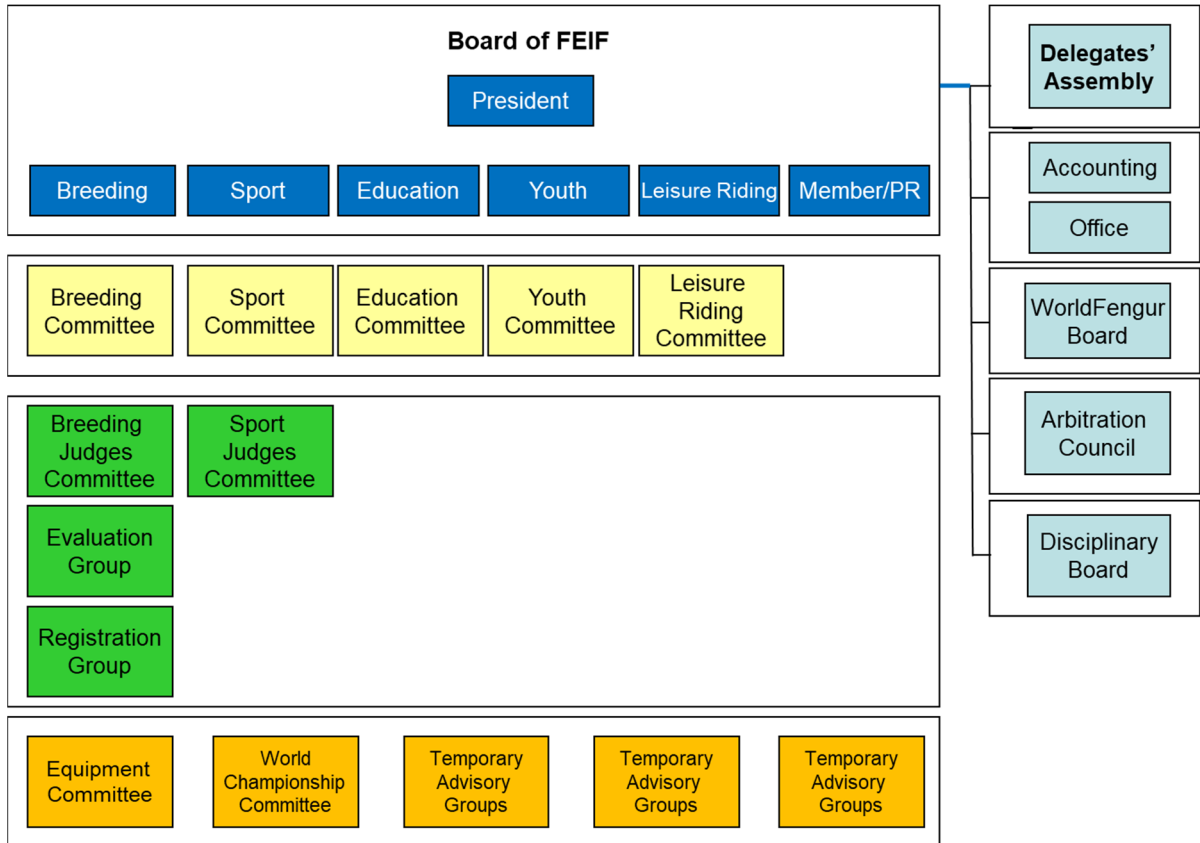 Board of FEIF
President
Breeding
Sport
Education
Youth
Leisure Riding
Member/PR
Breeding
Committee
Sport
Committee
Education
Committee
Youth
Committee
Leisure
Riding
Committee
Breeding
Judges
Committee
Sport
Judges
Committee
Evaluation
Group
Registration
Group
Equipment
Committee
World
Championship
Committee
Temporary
Advisory
Groups
Temporary
Advisory
Groups
Temporary
Advisory
Groups
Delegates’
Assembly
Accounting
Office
WorldFengur
Board
Arbitration
Council
Disciplinary
Board